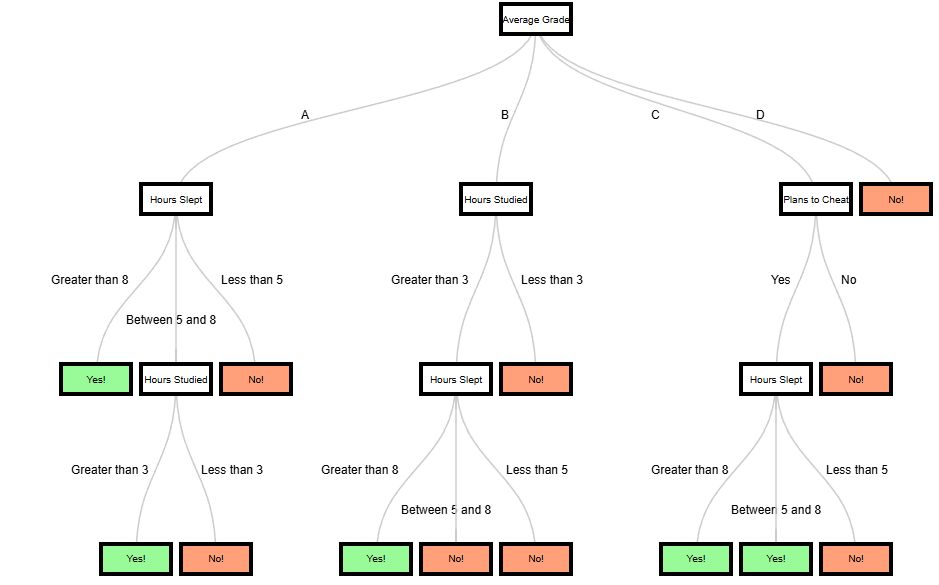 Average Grade
A
B
C
D
Hours Slept
Hours Studied
Plans to Cheat
No!
Greater than 8
Less than 5
Greater than 3
Less than 3
Yes
No
Between 5 and 8
Yes!
Hours Studied
No!
Hours Slept
No!
Hours Slept
No!
Greater than 3
Less than 3
Greater than 8
Less than 5
Greater than 8
Less than 5
Between 5 and 8
Between 5 and 8
Yes!
No!
Yes!
No!
No!
Yes!
Yes!
No!